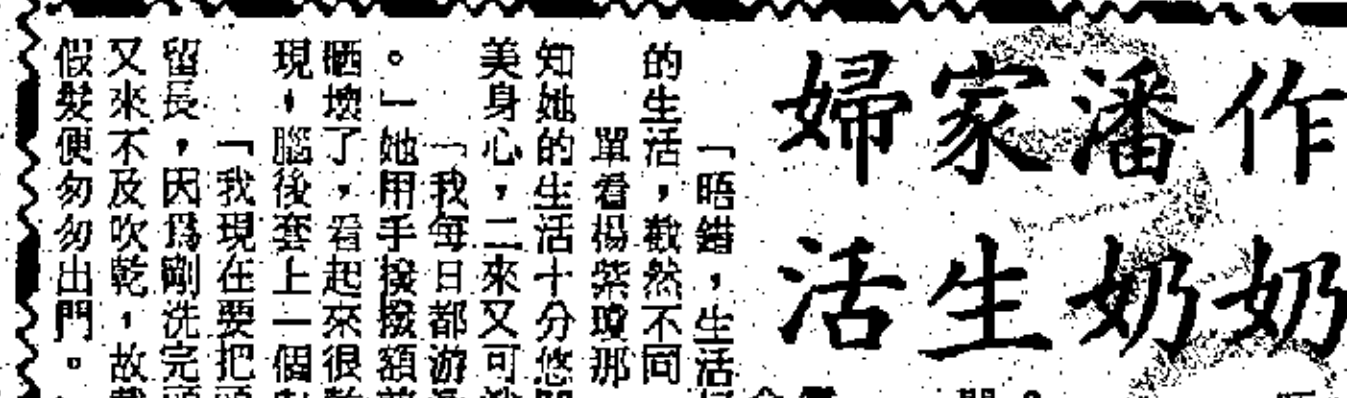 作奶
潘奶
家生
婦活
「唔錯，生活
的生活，截然不同
單看楊紫瓊那
知她的生活十分悠
美身心，二來又可
「我每日都游
。」她用手撥撥額
晒壞了，看起來很
現，腦後套上一個
「我現在要把
留長，因爲剛洗完
又來不及吹乾，故
假髮便匆匆出門。